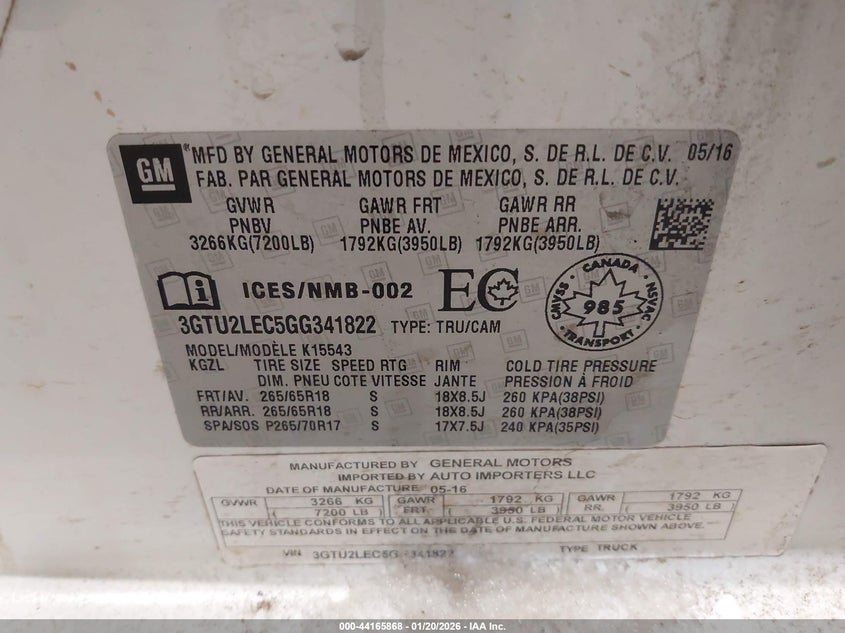 GM ® MFD BY GENERAL MOTORS DE MEXICO, S. DE R.L. DE C.V. 05/16
FAB. PAR GENERAL MOTORS DE MEXICO, S. DE R.L. DE C.V.
GVWR GAWR FRT GAWR RR
PNBV PNBE AV. PNBE ARR.
3266KG(7200LB) 1792KG(3950LB) 1792KG(3950LB)
i ICES/NMB-002 EC
CANADA CMVSS 985 NSVAC TRANSPORT
3GTU2LEC5GG341822 TYPE: TRU/CAM
MODEL/MODÈLE K15543
KGZL TIRE SIZE SPEED RTG RIM COLD TIRE PRESSURE
DIM. PNEU COTE VITESSE JANTE PRESSION À FROID
FRT/AV. 265/65R18 S 18X8.5J 260 KPA(38PSI)
RR/ARR. 265/65R18 S 18X8.5J 260 KPA(38PSI)
SPA/SOS P265/70R17 S 17X7.5J 240 KPA(35PSI)
MANUFACTURED BY GENERAL MOTORS
IMPORTED BY AUTO IMPORTERS LLC
DATE OF MANUFACTURE 05-16
GVWR 3266 KG GAWR 1792 KG GAWR 1792 KG
( 7200 LB ) FRT. ( 3950 LB ) RR. ( 3950 LB )
THIS VEHICLE CONFORMS TO ALL APPLICABLE U.S. FEDERAL MOTOR VEHICLE
SAFETY STANDARDS IN EFFECT ON THE DATE OF MANUFACTURE SHOWN ABOVE.
VIN 3GTU2LEC5G 341822 TYPE TRUCK
000-44165868 - 01/20/2026 - IAA Inc.